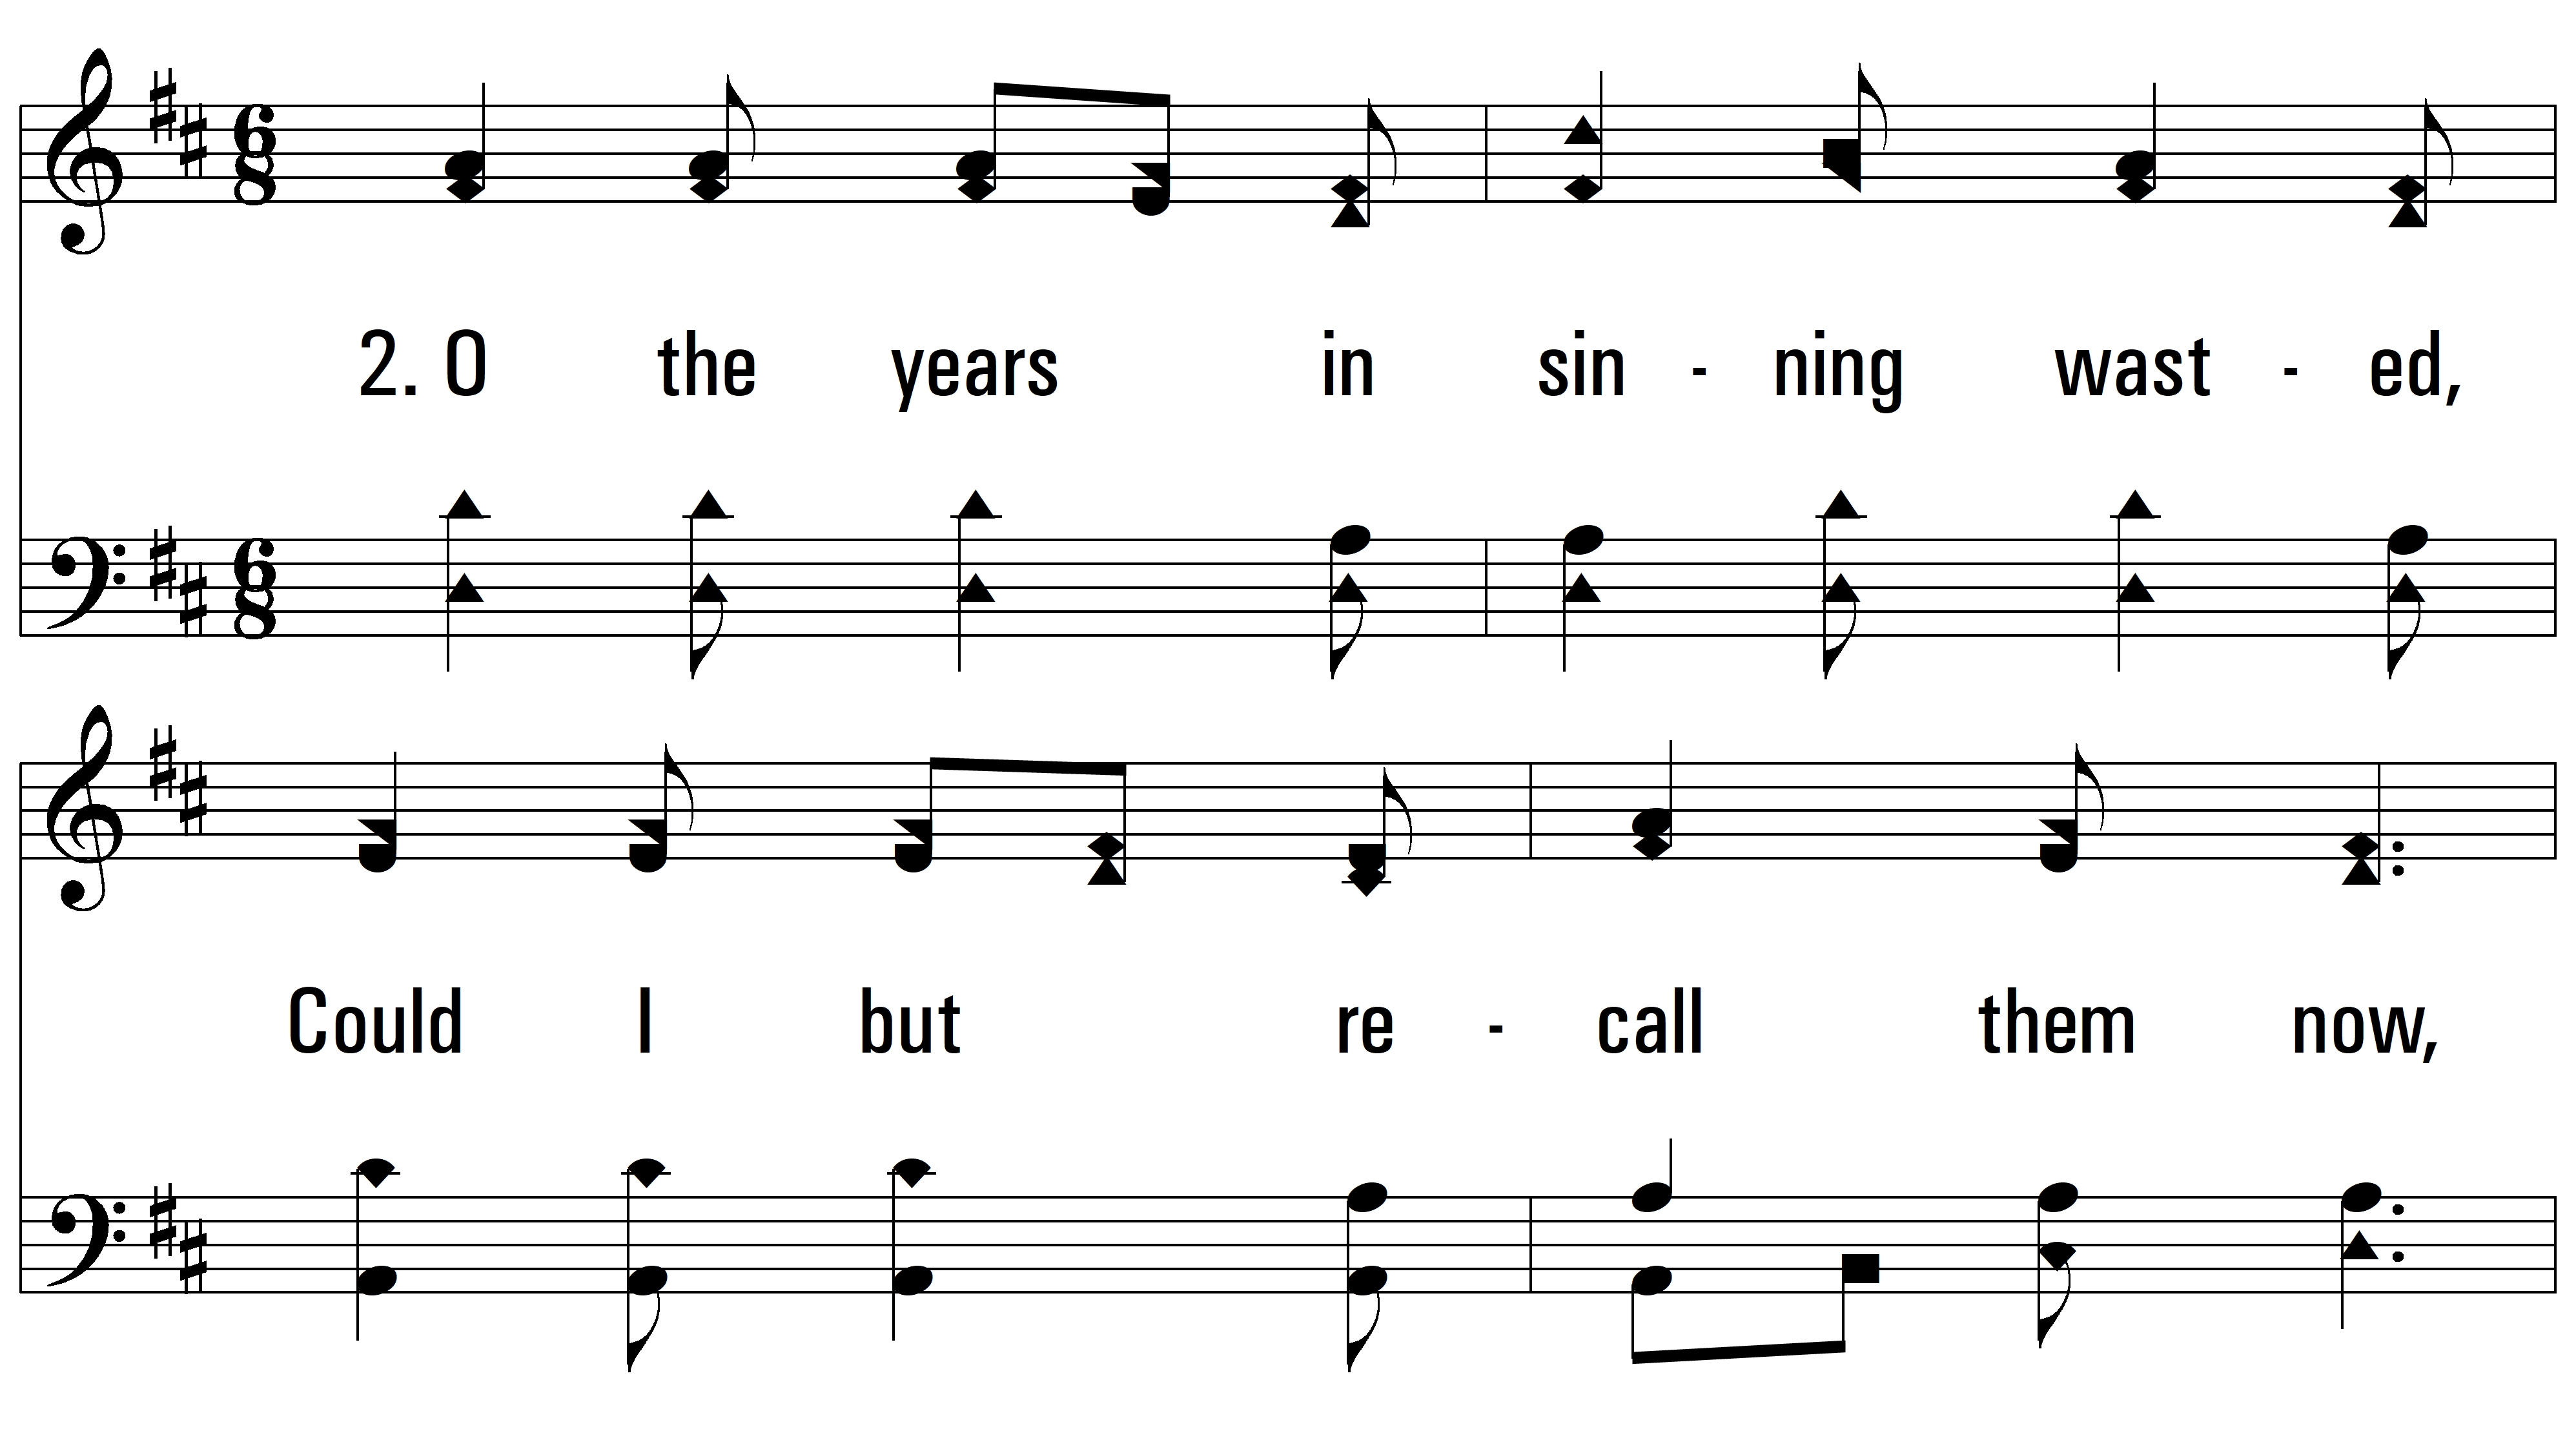 2. O the years in sin - ning wast - ed,
Could I but re - call them now,